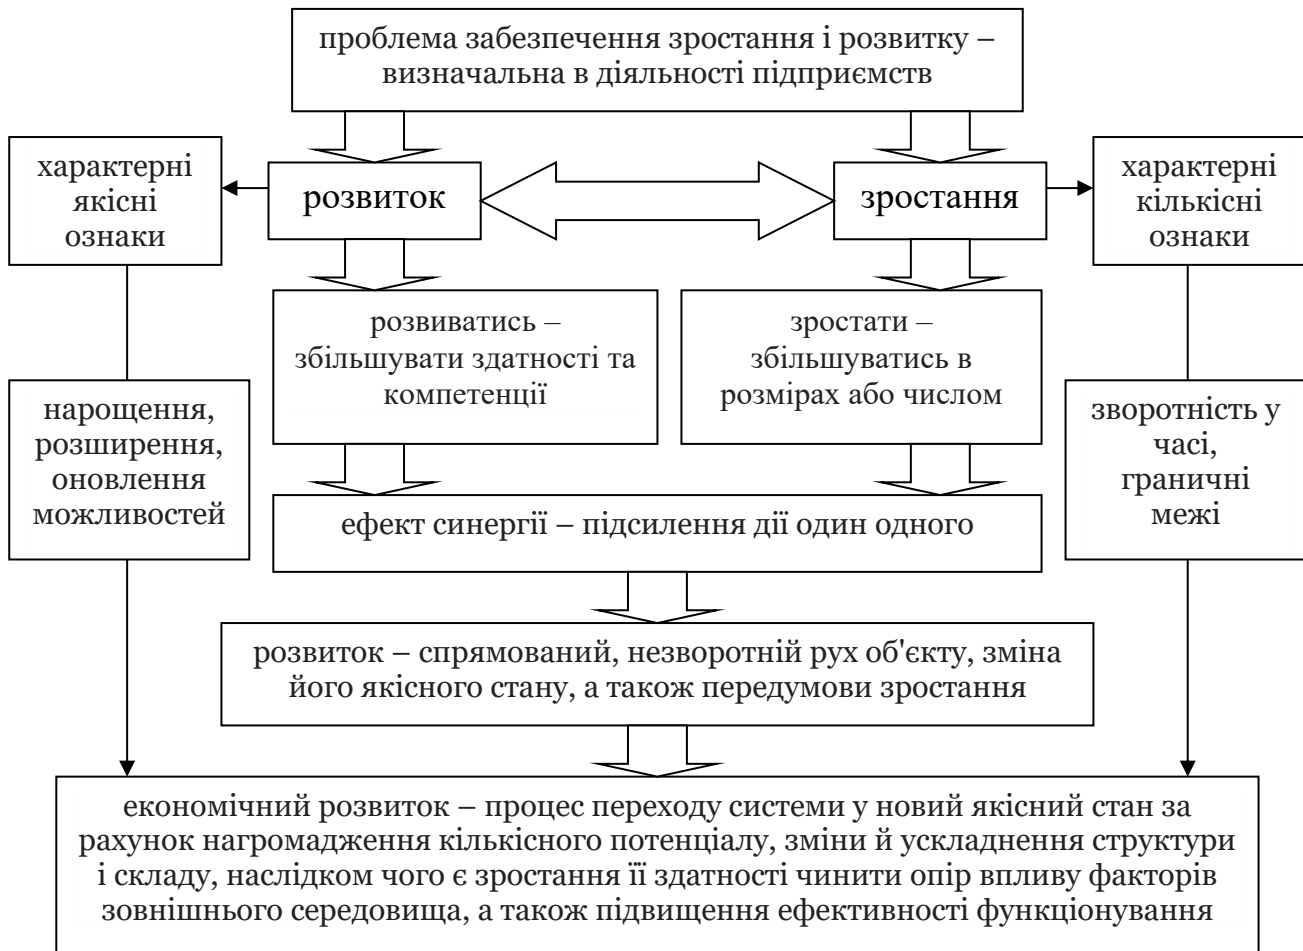 проблема забезпечення зростання і розвитку –
визначальна в діяльності підприємств
характерні
якісні
ознаки
розвиток
зростання
характерні
кількісні
ознаки
розвиватись –
збільшувати здатності та
компетенції
зростати –
збільшуватись в
розмірах або числом
нарощення,
розширення,
оновлення
можливостей
зворотність у
часі,
граничні
межі
ефект синергії – підсилення дії один одного
розвиток – спрямований, незворотній рух об'єкту, зміна
його якісного стану, а також передумови зростання
економічний розвиток – процес переходу системи у новий якісний стан за
рахунок нагромадження кількісного потенціалу, зміни й ускладнення структури
і складу, наслідком чого є зростання її здатності чинити опір впливу факторів
зовнішнього середовища, а також підвищення ефективності функціонування